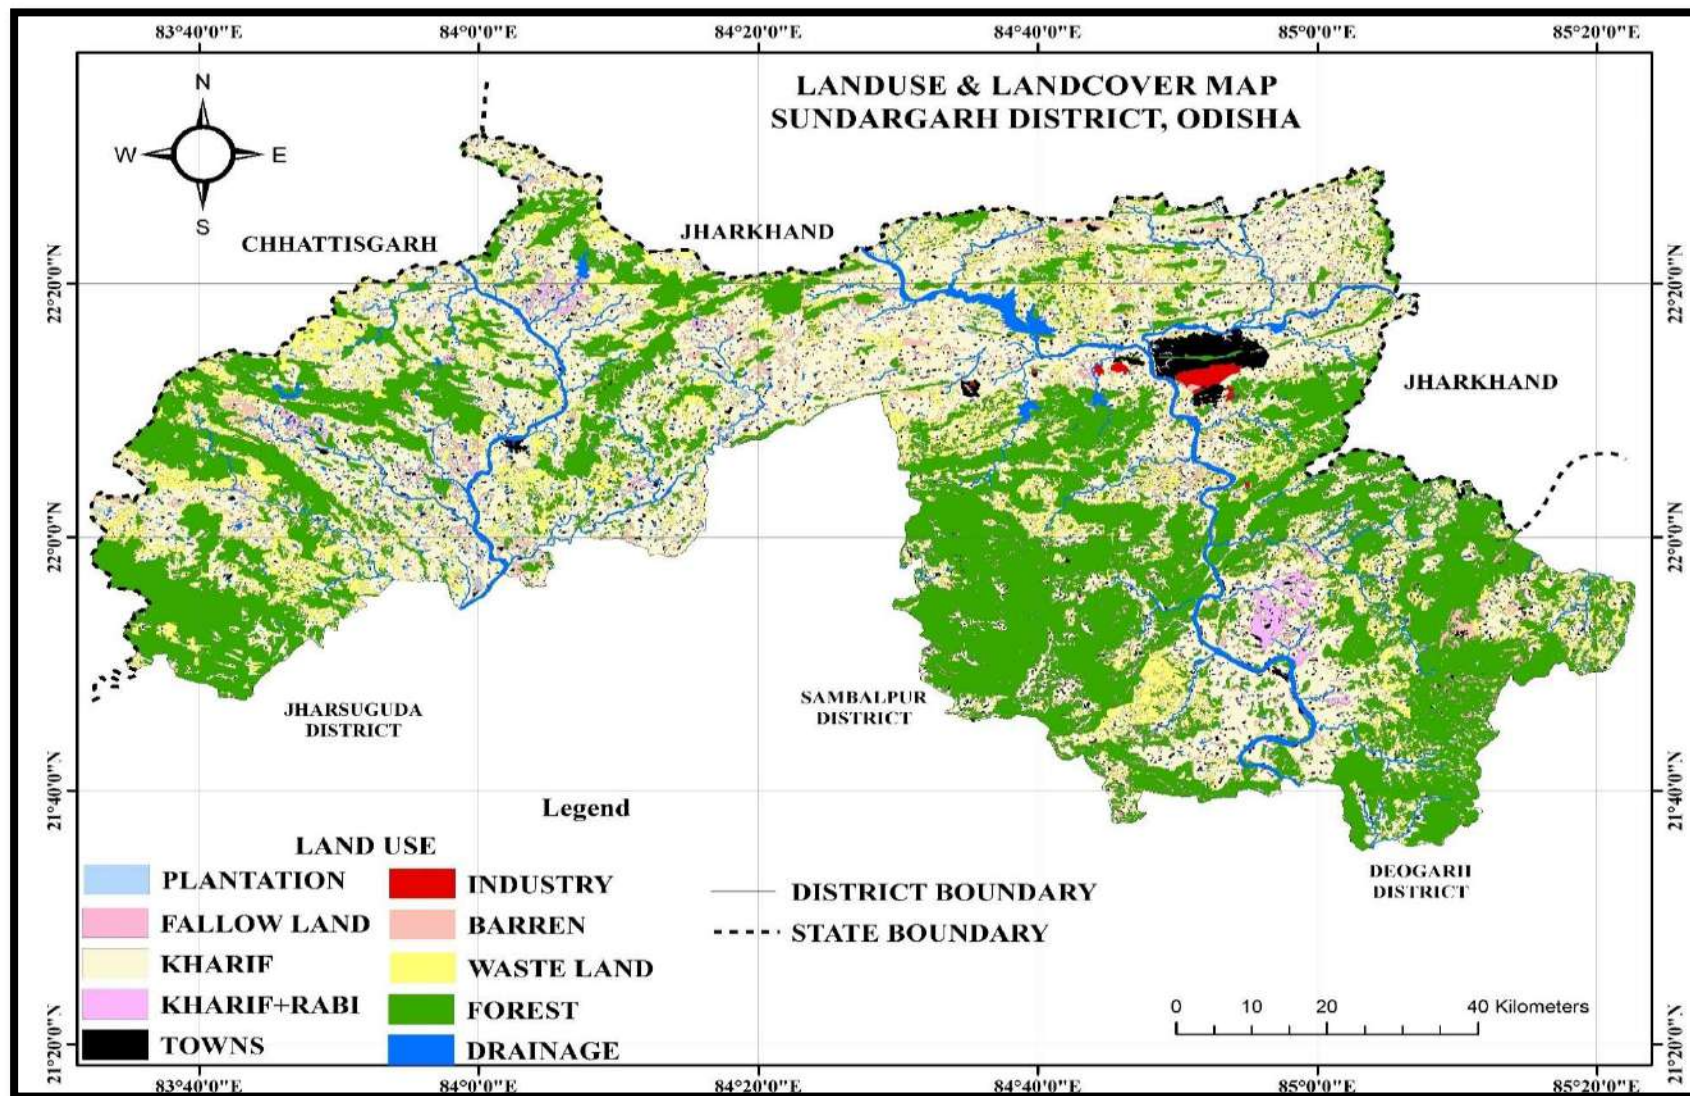 83°40'0"E 84°0'0"E 84°20'0"E 84°40'0"E 85°0'0"E 85°20'0"E
LANDUSE & LANDCOVER MAP
SUNDARGARH DISTRICT, ODISHA
N
W E
S
CHHATTISGARH
JHARKHAND
22°20'0"N 22°20'0"N
JHARKHAND
22°0'0"N 22°0'0"N
JHARSUGUDA
DISTRICT
SAMBALPUR
DISTRICT
21°40'0"N 21°40'0"N
DEOGARH
DISTRICT
Legend
LAND USE
PLANTATION
FALLOW LAND
KHARIF
KHARIF+RABI
TOWNS
INDUSTRY
BARREN
WASTE LAND
FOREST
DRAINAGE
DISTRICT BOUNDARY
STATE BOUNDARY
0 10 20 40 Kilometers
21°20'0"N 21°20'0"N
83°40'0"E 84°0'0"E 84°20'0"E 84°40'0"E 85°0'0"E 85°20'0"E